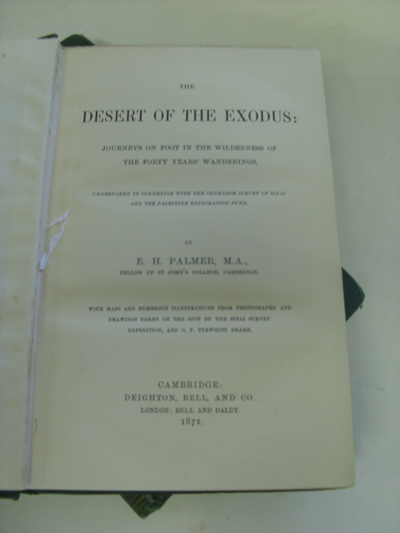 THE
DESERT OF THE EXODUS:
JOURNEYS ON FOOT IN THE WILDERNESS OF
THE FORTY YEARS' WANDERINGS,
UNDERTAKEN IN CONNEXION WITH THE ORDNANCE SURVEY OF SINAI
AND THE PALESTINE EXPLORATION FUND.
BY
E. H. PALMER, M.A.,
FELLOW OF ST JOHN'S COLLEGE, CAMBRIDGE.
WITH MAPS AND NUMEROUS ILLUSTRATIONS FROM PHOTOGRAPHS AND
DRAWINGS TAKEN ON THE SPOT BY THE SINAI SURVEY
EXPEDITION, AND C. F. TYRWHITT DRAKE.
CAMBRIDGE:
DEIGHTON, BELL, AND CO.
LONDON: BELL AND DALDY.
1871.